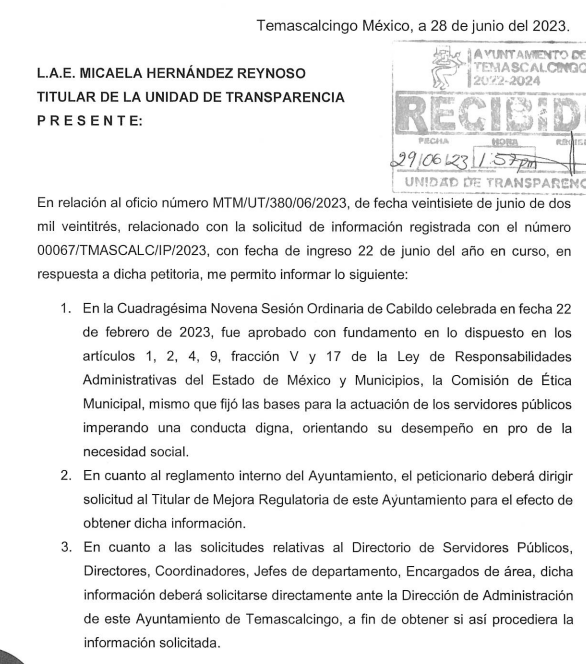 Temascalcingo México, a 28 de junio del 2023.
AYUNTAMIENTO DE
TEMASCALCINGO
2022-2024
L.A.E. MICAELA HERNÁNDEZ REYNOSO
TITULAR DE LA UNIDAD DE TRANSPARENCIA
P R E S E N T E:
RECIBID
FECHA HORA
29/06/23 1:57pm
UNIDAD DE TRANSPARENC
En relación al oficio número MTM/UT/380/06/2023, de fecha veintisiete de junio de dos
mil veintitrés, relacionado con la solicitud de información registrada con el número
00067/TMASCALC/IP/2023, con fecha de ingreso 22 de junio del año en curso, en
respuesta a dicha petitoria, me permito informar lo siguiente:
1. En la Cuadragésima Novena Sesión Ordinaria de Cabildo celebrada en fecha 22
de febrero de 2023, fue aprobado con fundamento en lo dispuesto en los
artículos 1, 2, 4, 9, fracción V y 17 de la Ley de Responsabilidades
Administrativas del Estado de México y Municipios, la Comisión de Ética
Municipal, mismo que fijó las bases para la actuación de los servidores públicos
imperando una conducta digna, orientando su desempeño en pro de la
necesidad social.
2. En cuanto al reglamento interno del Ayuntamiento, el peticionario deberá dirigir
solicitud al Titular de Mejora Regulatoria de este Ayuntamiento para el efecto de
obtener dicha información.
3. En cuanto a las solicitudes relativas al Directorio de Servidores Públicos,
Directores, Coordinadores, Jefes de departamento, Encargados de área, dicha
información deberá solicitarse directamente ante la Dirección de Administración
de este Ayuntamiento de Temascalcingo, a fin de obtener si así procediera la
información solicitada.